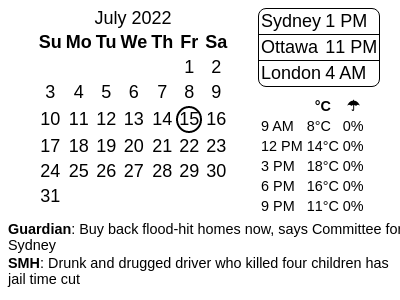 July 2022
Su Mo Tu We Th Fr Sa
1 2
3 4 5 6 7 8 9
10 11 12 13 14 15 16
17 18 19 20 21 22 23
24 25 26 27 28 29 30
31
Sydney 1 PM
Ottawa 11 PM
London 4 AM
°C ☂
9 AM 8°C 0%
12 PM 14°C 0%
3 PM 18°C 0%
6 PM 16°C 0%
9 PM 11°C 0%
Guardian: Buy back flood-hit homes now, says Committee for
Sydney
SMH: Drunk and drugged driver who killed four children has
jail time cut